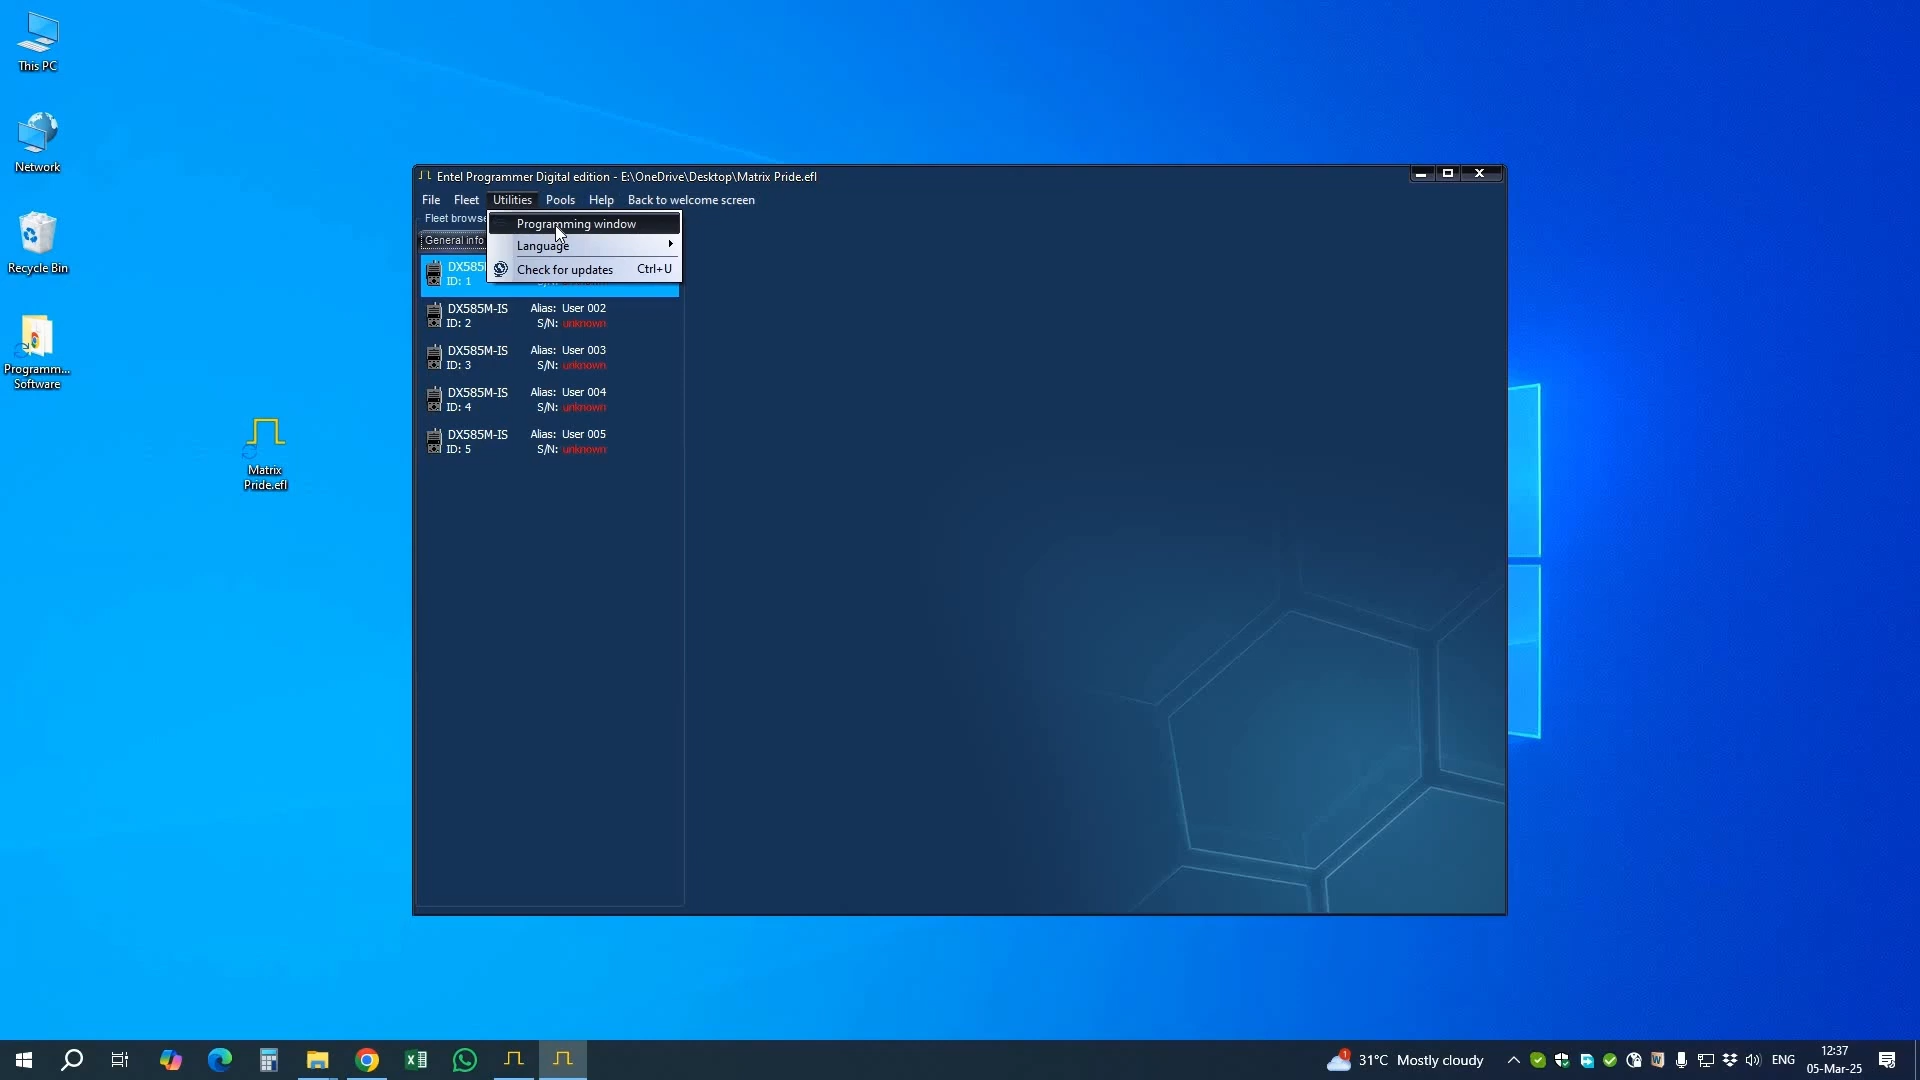 This PC
Network
Recycle Bin
Programm...
Software
Matrix
Pride.efl
Entel Programmer Digital edition - E:\OneDrive\Desktop\Matrix Pride.efl
File Fleet Utilities Pools Help Back to welcome screen
Fleet browse
Programming window
General info
Language
DX585
Check for updates Ctrl+U
ID: 1 S/N:
DX585M-IS Alias: User 002
ID: 2 S/N: unknown
DX585M-IS Alias: User 003
ID: 3 S/N: unknown
DX585M-IS Alias: User 004
ID: 4 S/N: unknown
DX585M-IS Alias: User 005
ID: 5 S/N: unknown
1
31°C Mostly cloudy
ENG
12:37
05-Mar-25